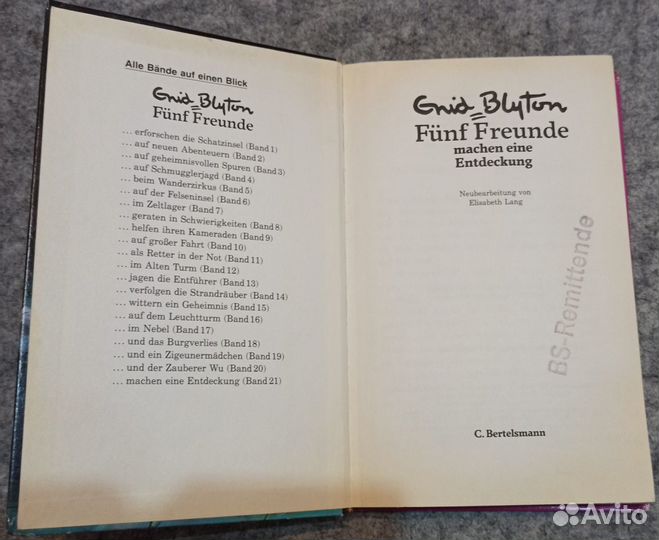 Alle Bände auf einen Blick
Enid Blyton
Fünf Freunde
... erforschen die Schatzinsel (Band 1)
... auf neuen Abenteuern (Band 2)
... auf geheimnisvollen Spuren (Band 3)
... auf Schmugglerjagd (Band 4)
... beim Wanderzirkus (Band 5)
... auf der Felseninsel (Band 6)
... im Zeltlager (Band 7)
... geraten in Schwierigkeiten (Band 8)
... helfen ihren Kameraden (Band 9)
... auf großer Fahrt (Band 10)
... als Retter in der Not (Band 11)
... im Alten Turm (Band 12)
... jagen die Entführer (Band 13)
... verfolgen die Strandräuber (Band 14)
... wittern ein Geheimnis (Band 15)
... auf dem Leuchtturm (Band 16)
... im Nebel (Band 17)
... und das Burgverlies (Band 18)
... und ein Zigeunermädchen (Band 19)
... und der Zauberer Wu (Band 20)
... machen eine Entdeckung (Band 21)
Enid Blyton
Fünf Freunde
machen eine
Entdeckung
Neubearbeitung von
Elisabeth Lang
BS-Remittende
C. Bertelsmann
Avito